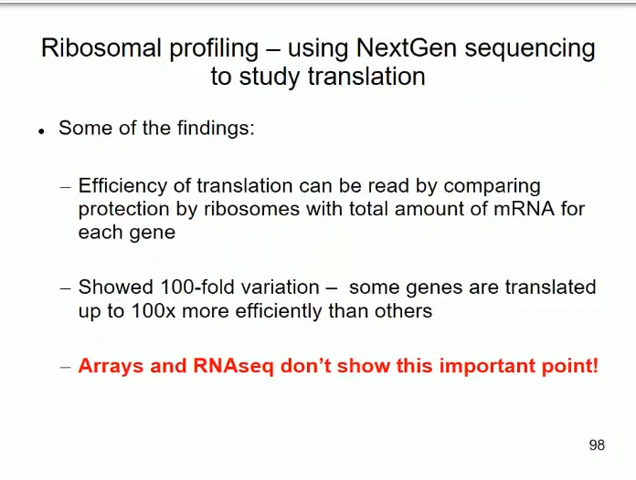 Ribosomal profiling – using NextGen sequencing
to study translation
• Some of the findings:
– Efficiency of translation can be read by comparing
protection by ribosomes with total amount of mRNA for
each gene
– Showed 100-fold variation – some genes are translated
up to 100x more efficiently than others
– Arrays and RNAseq don't show this important point!
98